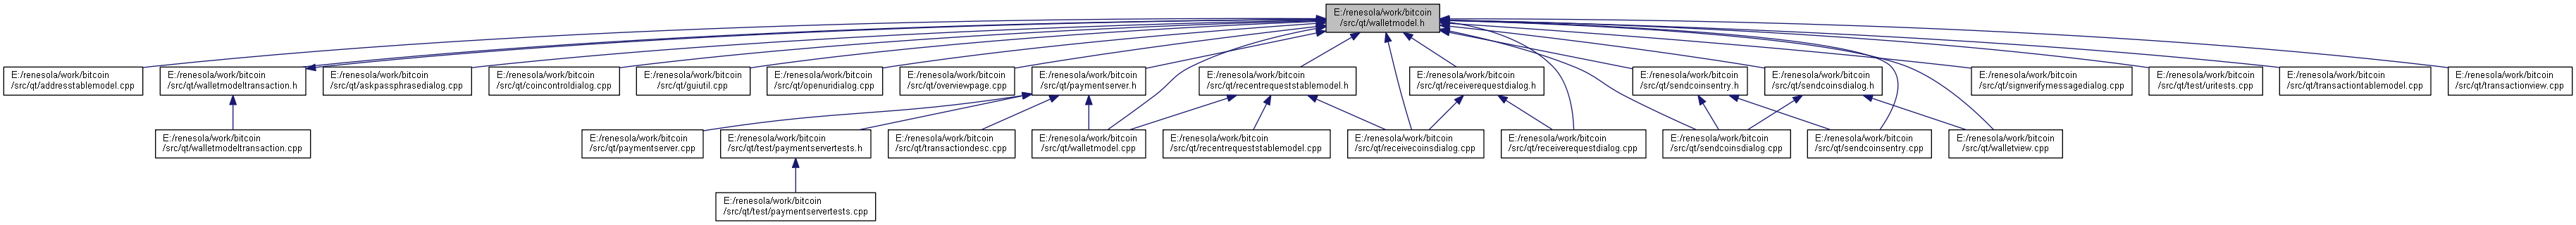 E:/renesola/work/bitcoin
/src/qt/walletmodel.h
E:/renesola/work/bitcoin
/src/qt/addresstablemodel.cpp
E:/renesola/work/bitcoin
/src/qt/walletmodeltransaction.h
E:/renesola/work/bitcoin
/src/qt/askpassphrasedialog.cpp
E:/renesola/work/bitcoin
/src/qt/coincontroldialog.cpp
E:/renesola/work/bitcoin
/src/qt/guiutil.cpp
E:/renesola/work/bitcoin
/src/qt/openuridialog.cpp
E:/renesola/work/bitcoin
/src/qt/overviewpage.cpp
E:/renesola/work/bitcoin
/src/qt/paymentserver.h
E:/renesola/work/bitcoin
/src/qt/recentrequeststablemodel.h
E:/renesola/work/bitcoin
/src/qt/receiverequestdialog.h
E:/renesola/work/bitcoin
/src/qt/sendcoinsentry.h
E:/renesola/work/bitcoin
/src/qt/sendcoinsdialog.h
E:/renesola/work/bitcoin
/src/qt/signverifymessagedialog.cpp
E:/renesola/work/bitcoin
/src/qt/test/uritests.cpp
E:/renesola/work/bitcoin
/src/qt/transactiontablemodel.cpp
E:/renesola/work/bitcoin
/src/qt/transactionview.cpp
E:/renesola/work/bitcoin
/src/qt/walletmodeltransaction.cpp
E:/renesola/work/bitcoin
/src/qt/paymentserver.cpp
E:/renesola/work/bitcoin
/src/qt/test/paymentservertests.h
E:/renesola/work/bitcoin
/src/qt/transactiondesc.cpp
E:/renesola/work/bitcoin
/src/qt/walletmodel.cpp
E:/renesola/work/bitcoin
/src/qt/recentrequeststablemodel.cpp
E:/renesola/work/bitcoin
/src/qt/receivecoinsdialog.cpp
E:/renesola/work/bitcoin
/src/qt/receiverequestdialog.cpp
E:/renesola/work/bitcoin
/src/qt/sendcoinsdialog.cpp
E:/renesola/work/bitcoin
/src/qt/sendcoinsentry.cpp
E:/renesola/work/bitcoin
/src/qt/walletview.cpp
E:/renesola/work/bitcoin
/src/qt/test/paymentservertests.cpp